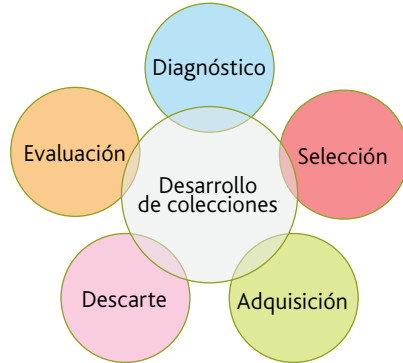 Diagnóstico
Evaluación
Selección
Desarrollo
de colecciones
Descarte
Adquisición